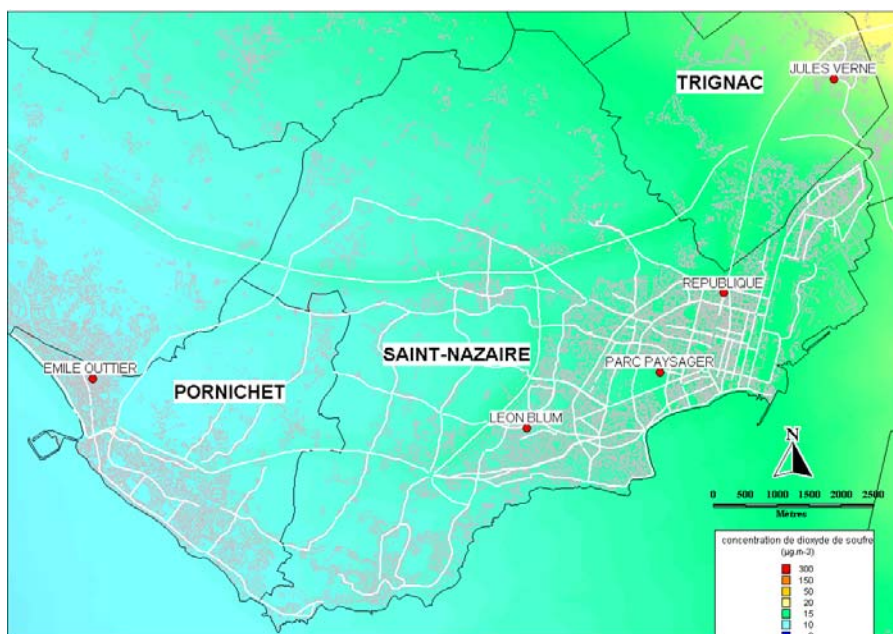 JULES VERNE
TRIGNAC
REPUBLIQUE
SAINT-NAZAIRE
PARC PAYSAGER
EMILE OUTTIER
PORNICHET
LEON BLUM
N
0 500 1000 1500 2000 2500
Mètres
concentration de dioxyde de soufre
(µg.m-3)
300
150
50
20
15
10